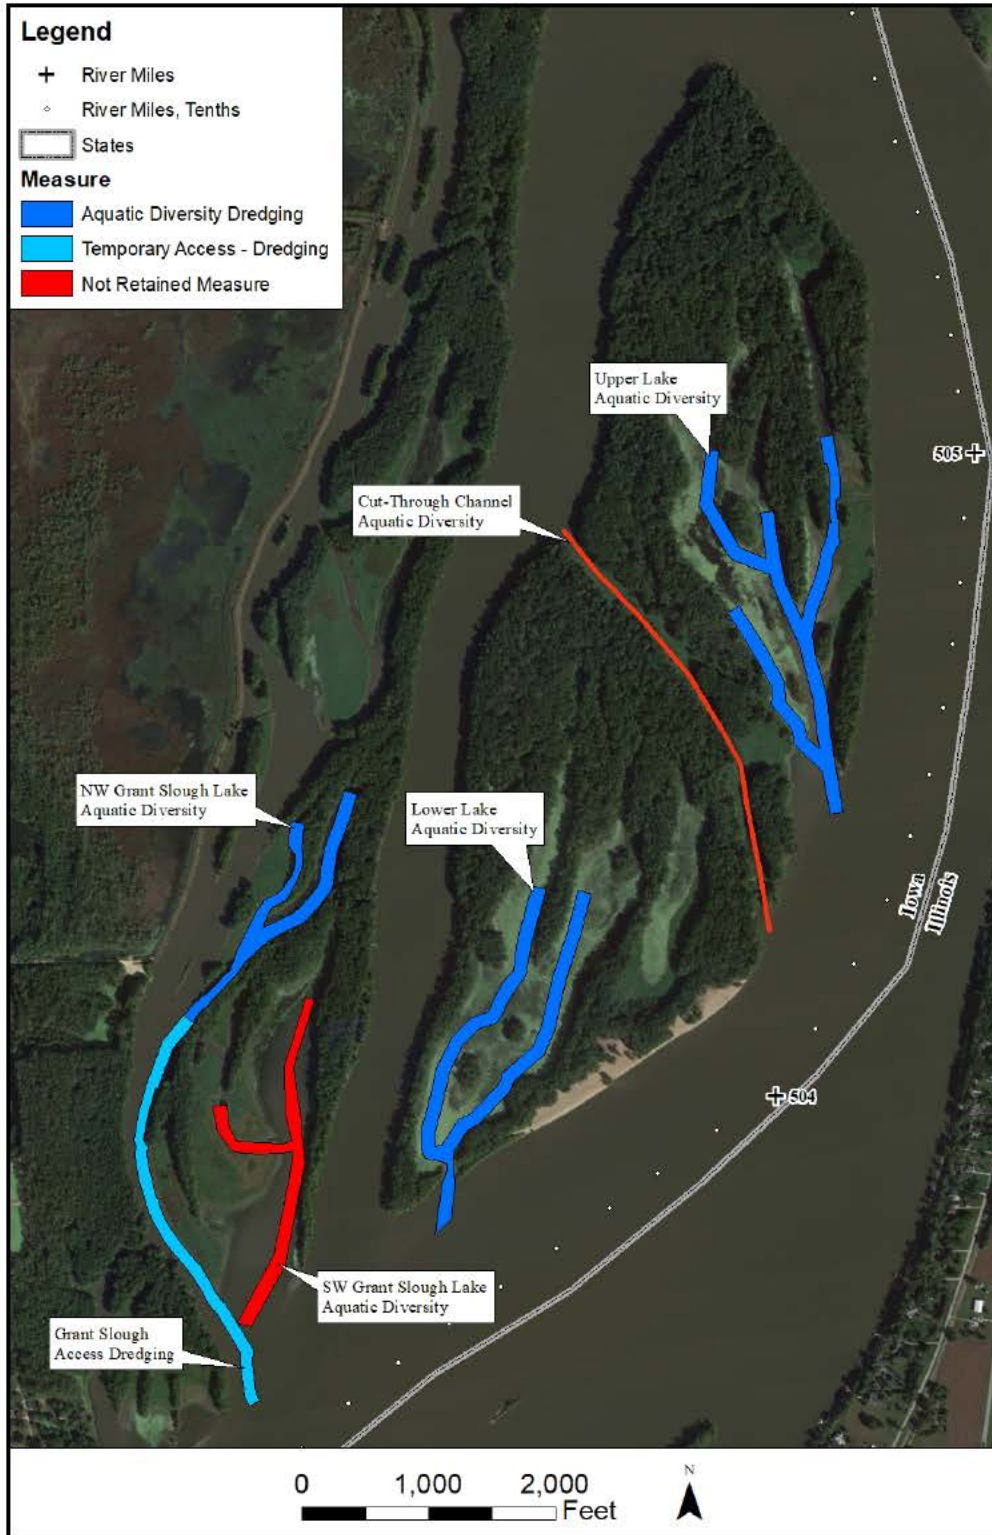 Legend
River Miles
River Miles, Tenths
States
Measure
Aquatic Diversity Dredging
Temporary Access - Dredging
Not Retained Measure
Upper Lake
Aquatic Diversity
505
Cut-Through Channel
Aquatic Diversity
NW Grant Slough Lake
Aquatic Diversity
Lower Lake
Aquatic Diversity
Iowa
Illinois
504
SW Grant Slough Lake
Aquatic Diversity
Grant Slough
Access Dredging
N
0 1,000 2,000
Feet